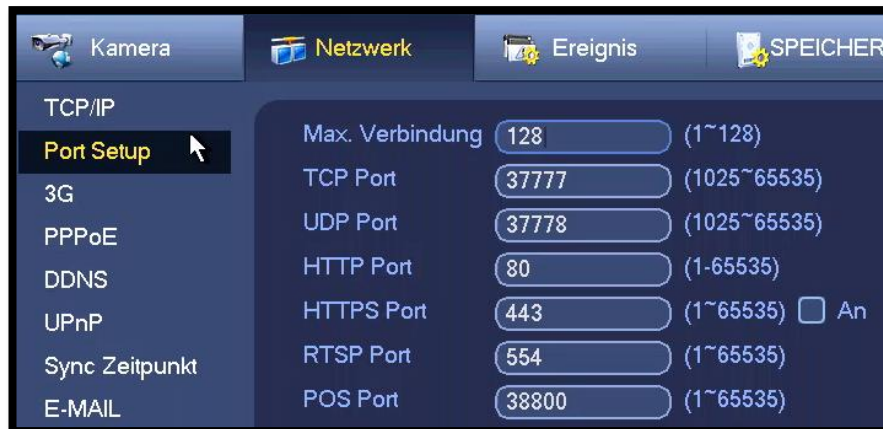 Kamera Netzwerk Ereignis SPEICHER
TCP/IP
Port Setup
3G
PPPoE
DDNS
UPnP
Sync Zeitpunkt
E-MAIL
Max. Verbindung 128 (1~128)
TCP Port 37777 (1025~65535)
UDP Port 37778 (1025~65535)
HTTP Port 80 (1-65535)
HTTPS Port 443 (1~65535) An
RTSP Port 554 (1~65535)
POS Port 38800 (1~65535)